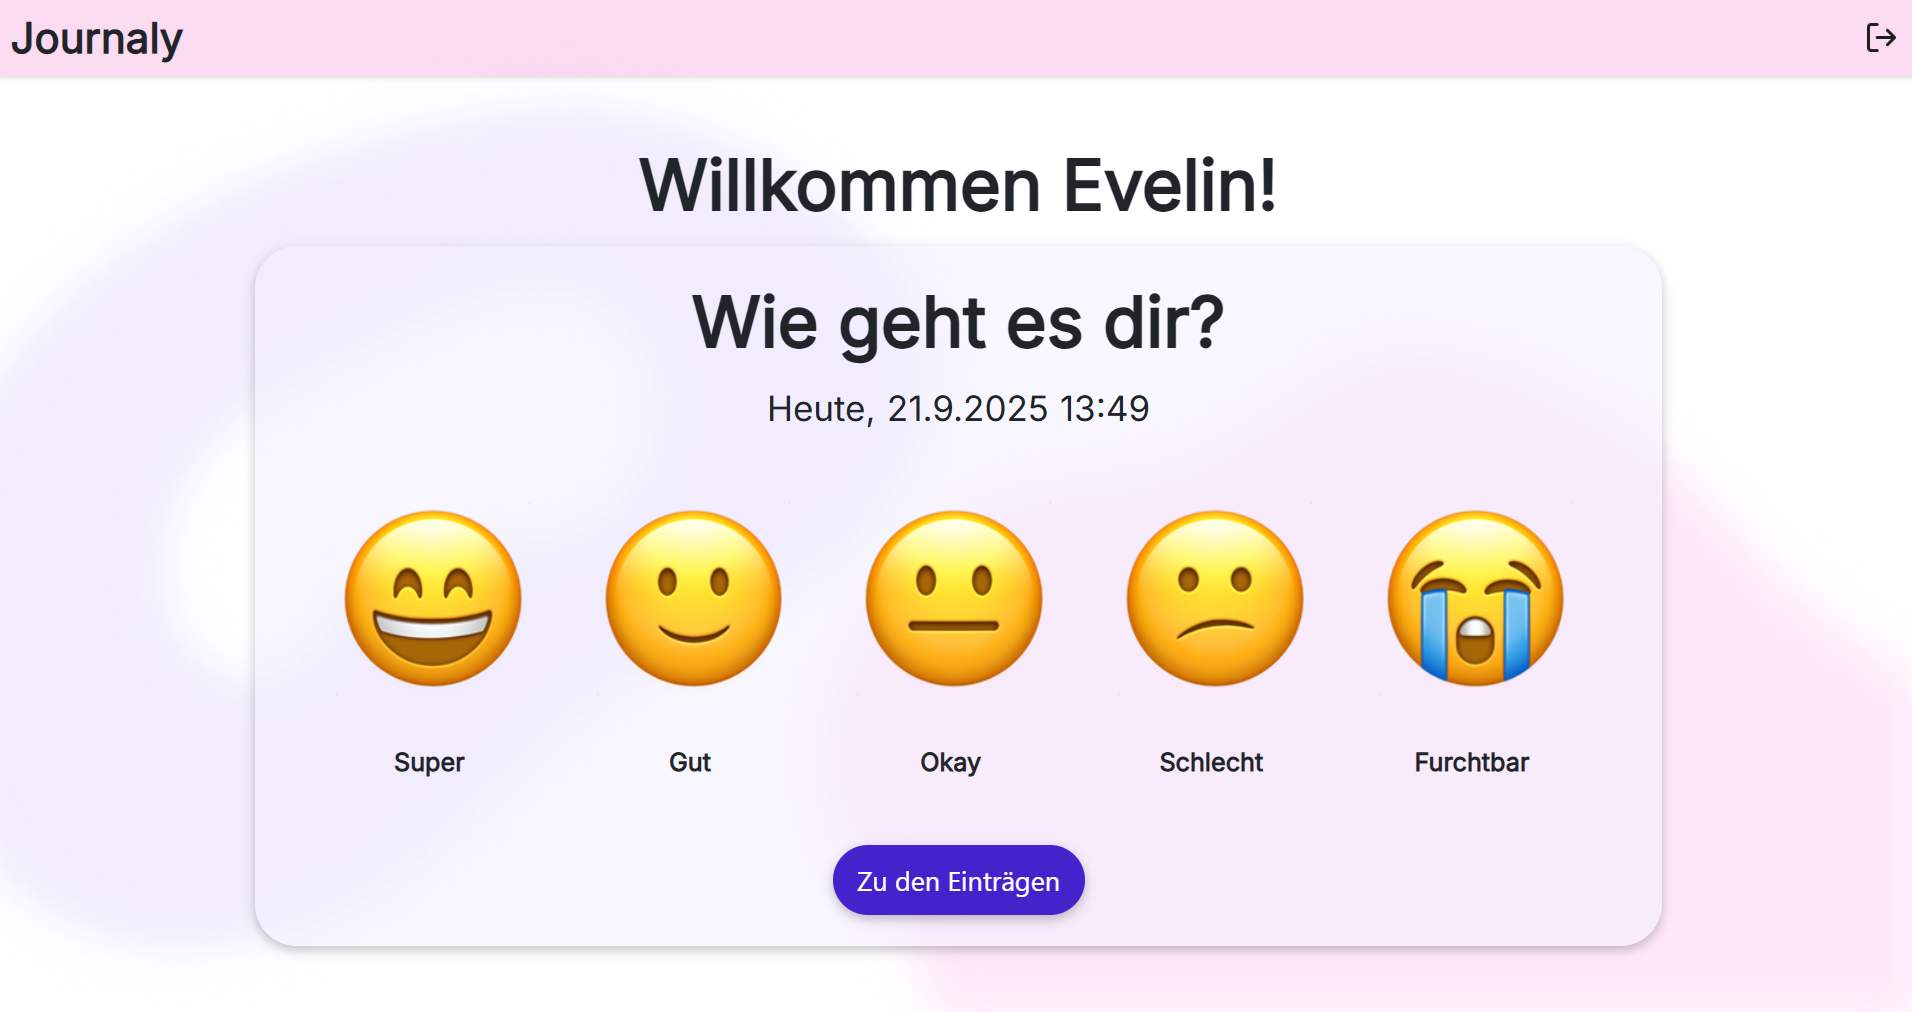 Journaly
Willkommen Evelin!
Wie geht es dir?
Heute, 21.9.2025 13:49
Super
Gut
Okay
Schlecht
Furchtbar
Zu den Einträgen